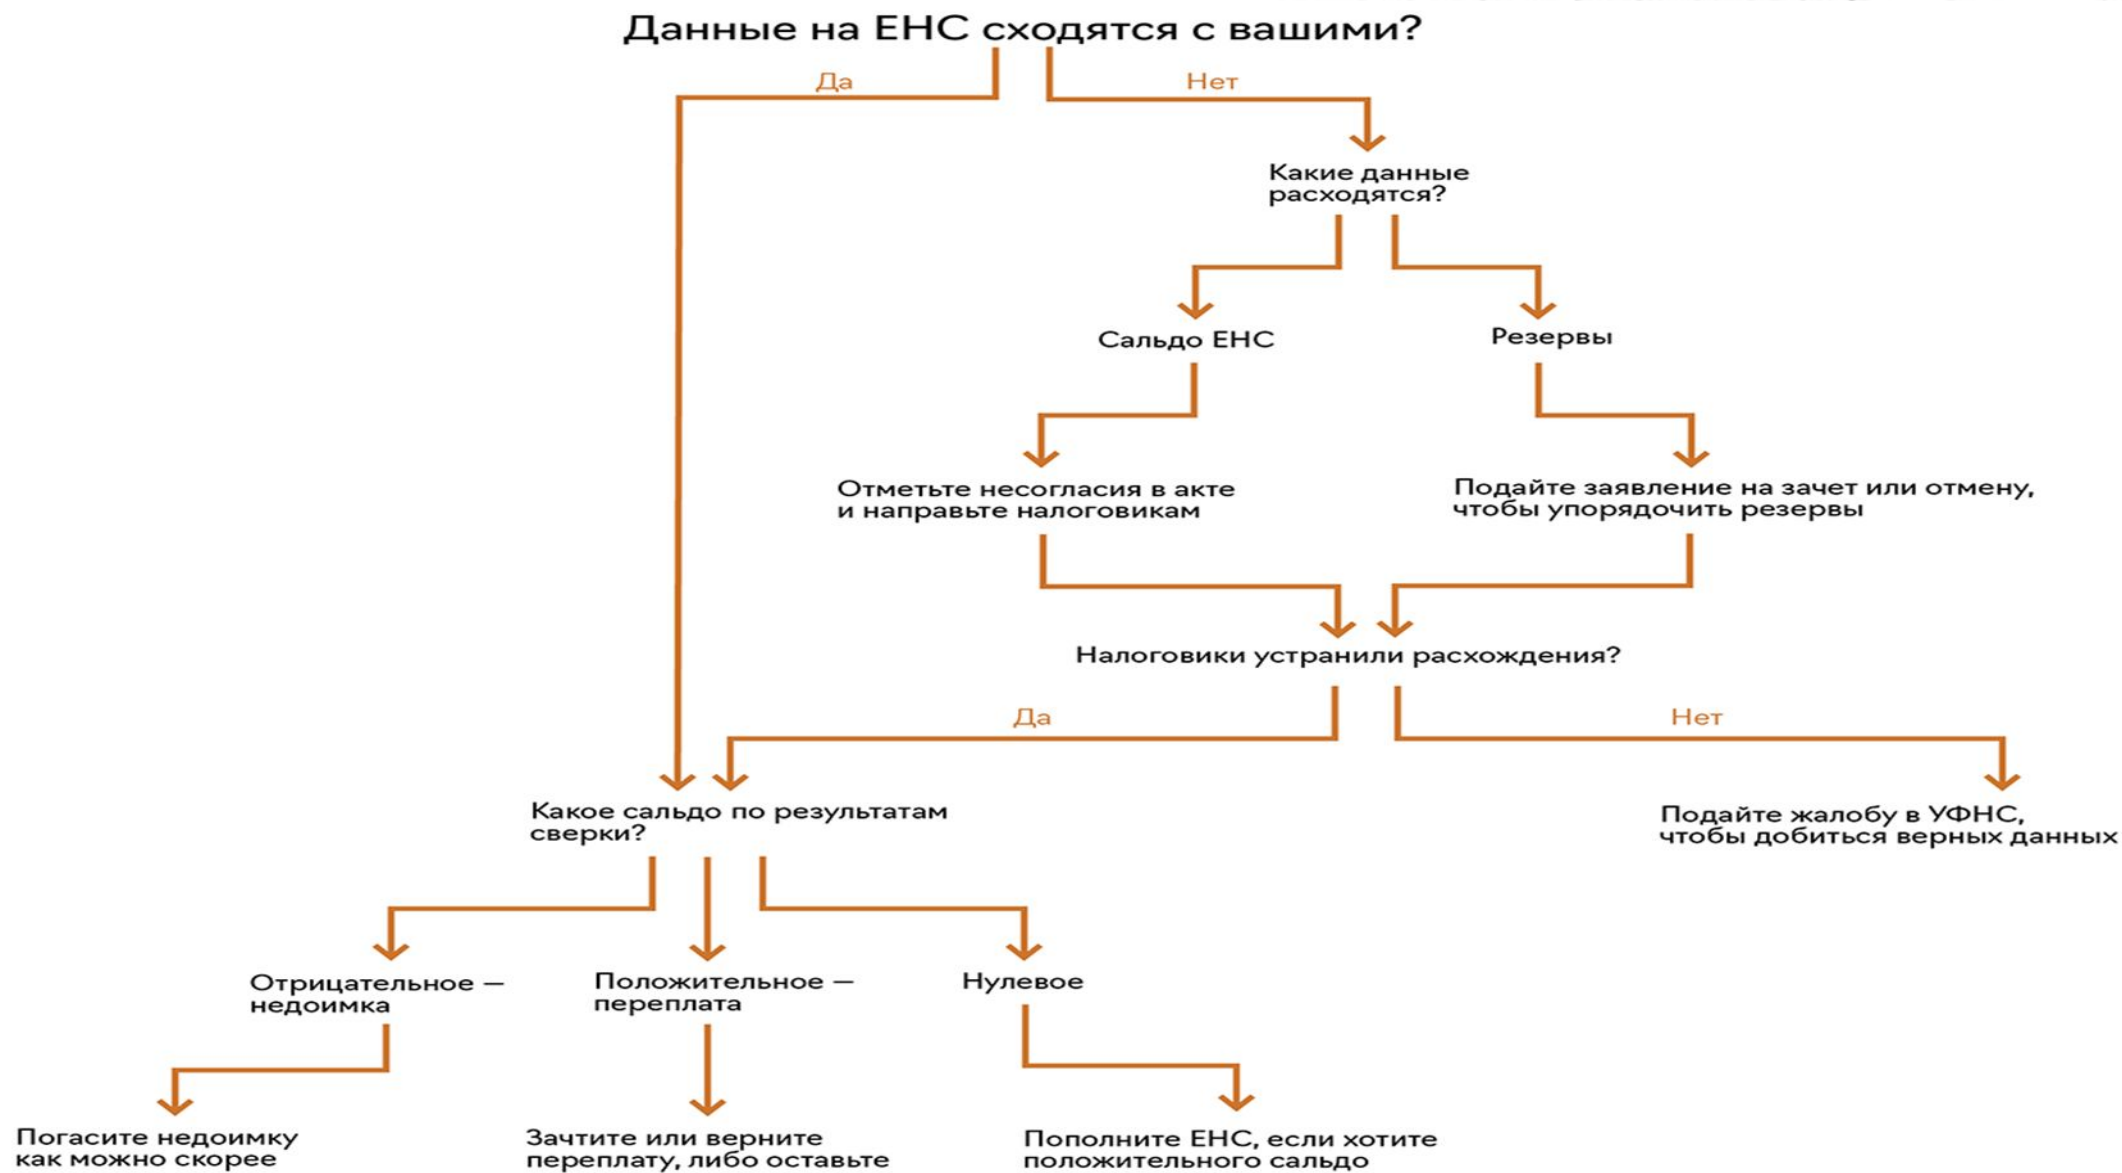 Данные на ЕНС сходятся с вашими?
Да
Нет
Какие данные
расходятся?
Сальдо ЕНС
Резервы
Отметьте несогласия в акте
и направьте налоговикам
Подайте заявление на зачет или отмену,
чтобы упорядочить резервы
Налоговики устранили расхождения?
Да
Нет
Какое сальдо по результатам
сверки?
Подайте жалобу в УФНС,
чтобы добиться верных данных
Отрицательное —
недоимка
Положительное —
переплата
Нулевое
Погасите недоимку
как можно скорее
Зачтите или верните
переплату, либо оставьте
Пополните ЕНС, если хотите
положительного сальдо